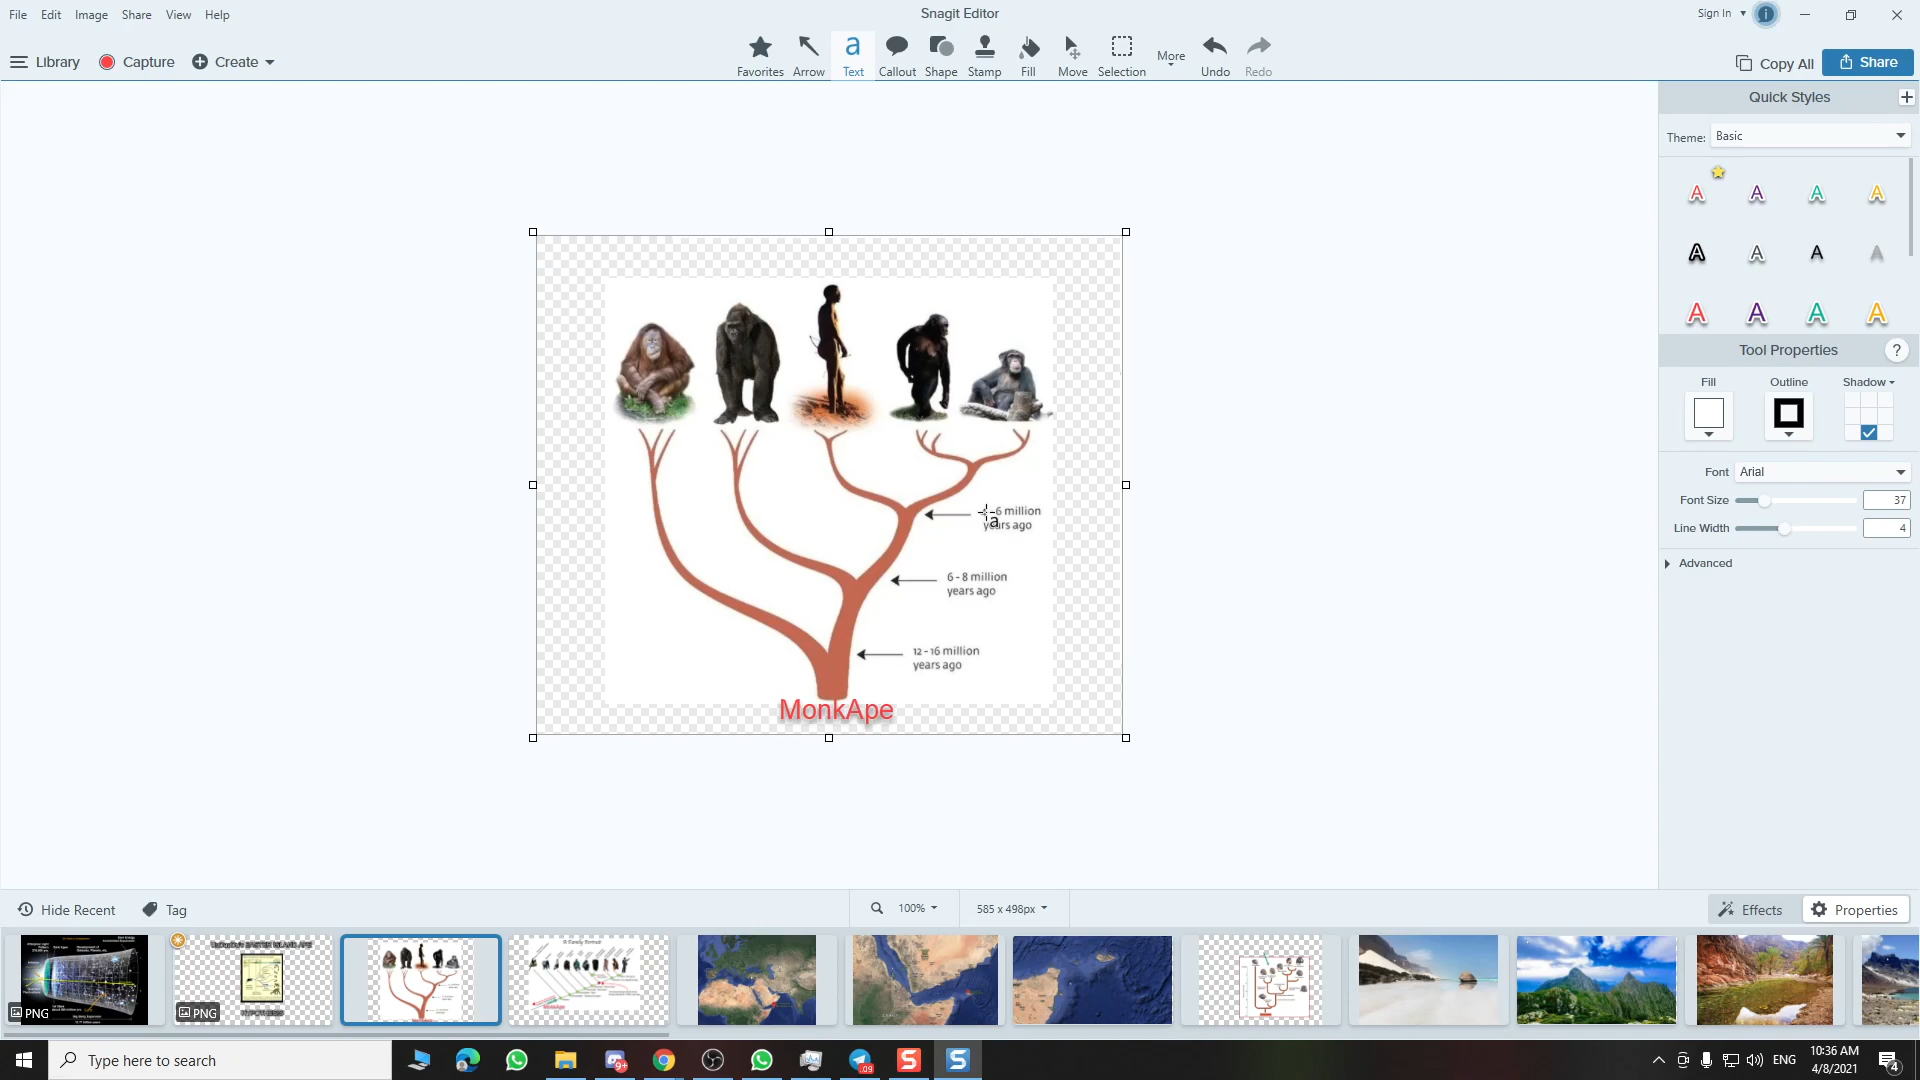 File Edit Image Share View Help
Snagit Editor
Sign In
Library Capture Create
Favorites Arrow Text Callout Shape Stamp Fill Move Selection More Undo Redo
Copy All Share
Quick Styles
Theme: Basic
Tool Properties
Fill Outline Shadow
Font Arial
Font Size 37
Line Width 4
Advanced
6 million
years ago
6 - 8 million
years ago
12 - 16 million
years ago
MonkApe
Hide Recent Tag
100% 585 x 498px
Effects Properties
PNG
HYPOTHESIS
PNG
Type here to search
ENG
10:36 AM
4/8/2021
4